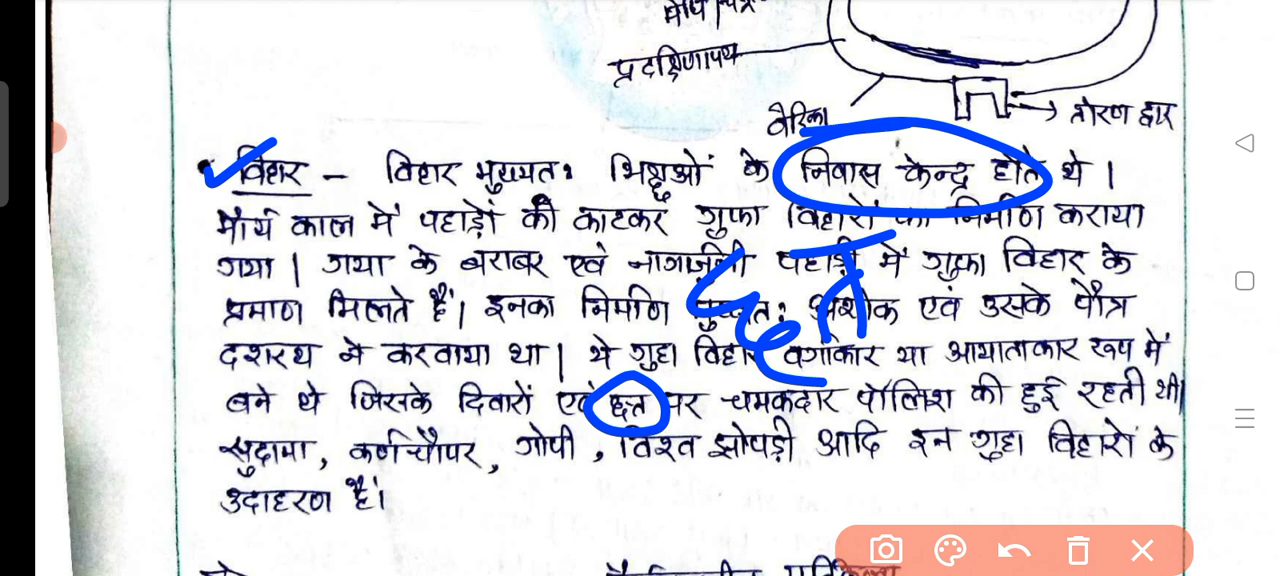 प्रदक्षिणापथ
वेदिका
तोरण द्वार
विहार - विहार मुख्यतः भिक्षुओं के निवास केन्द्र होते थे।
मौर्य काल में पहाड़ों को काटकर गुफा विहारों का निर्माण कराया
गया। गया के बराबर एवं नागार्जुनी पहाड़ी में गुफा विहार के
प्रमाण मिलते हैं। इनका निर्माण मुख्यतः अशोक एवं उसके पौत्र
दशरथ ने करवाया था। ये गुहा विहार वर्गाकार या आयाताकार रूप में
बने थे जिसके दिवारों एवं छत पर चमकदार पॉलिश की हुई रहती थी।
सुदामा, कर्णचौपर, गोपी, विश्व झोपड़ी आदि इन गुहा विहारों के
उदाहरण हैं।
छत